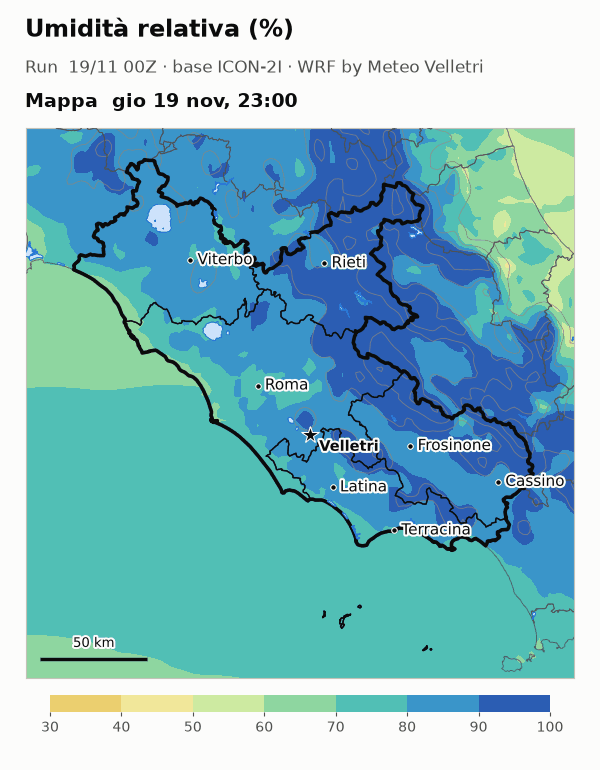 Umidità relativa (%)
Run  19/11 00Z · base ICON-2I · WRF by Meteo Velletri
Mappa  gio 19 nov, 23:00
Viterbo
Rieti
Roma
Velletri
Frosinone
Cassino
Latina
Terracina
50 km
30 40 50 60 70 80 90 100